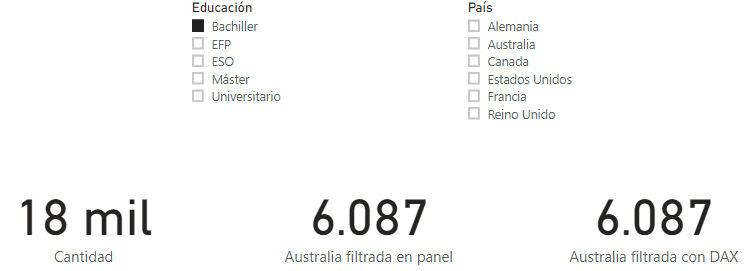 Educación
Bachiller
EFP
ESO
Máster
Universitario
País
Alemania
Australia
Canada
Estados Unidos
Francia
Reino Unido
18 mil
Cantidad
6.087
Australia filtrada en panel
6.087
Australia filtrada con DAX